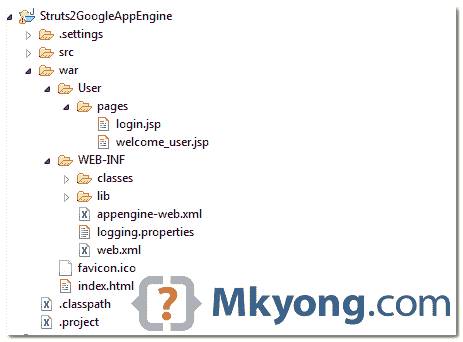 Struts2GoogleAppEngine
.settings
src
war
User
pages
login.jsp
welcome_user.jsp
WEB-INF
classes
lib
appengine-web.xml
logging.properties
web.xml
favicon.ico
index.html
.classpath
.project
{?} Mkyong.com